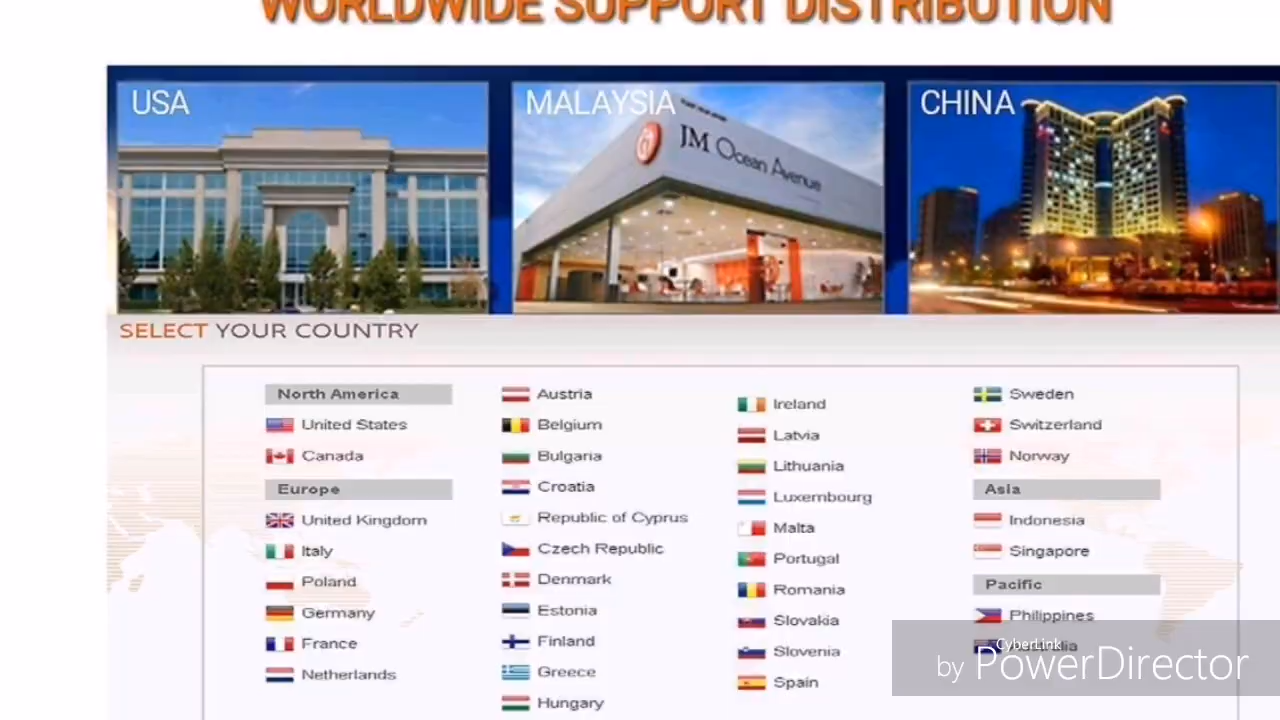 WORLDWIDE SUPPORT DISTRIBUTION
USA
MALAYSIA
CHINA
JM Ocean Avenue
SELECT YOUR COUNTRY
North America
United States
Canada
Europe
United Kingdom
Italy
Poland
Germany
France
Netherlands
Austria
Belgium
Bulgaria
Croatia
Republic of Cyprus
Czech Republic
Denmark
Estonia
Finland
Greece
Hungary
Ireland
Latvia
Lithuania
Luxembourg
Malta
Portugal
Romania
Slovakia
Slovenia
Spain
Sweden
Switzerland
Norway
Asia
Indonesia
Singapore
Pacific
Philippines
CyberLink
by PowerDirector